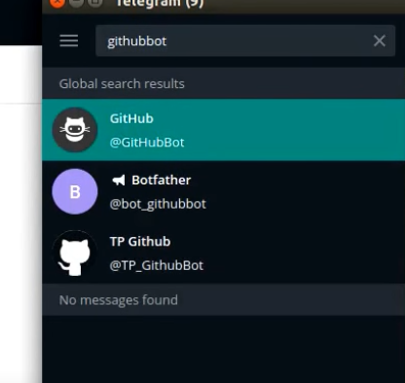 Telegram (9)
githubbot
Global search results
GitHub
@GitHubBot
B
Botfather
@bot_githubbot
TP Github
@TP_GithubBot
No messages found